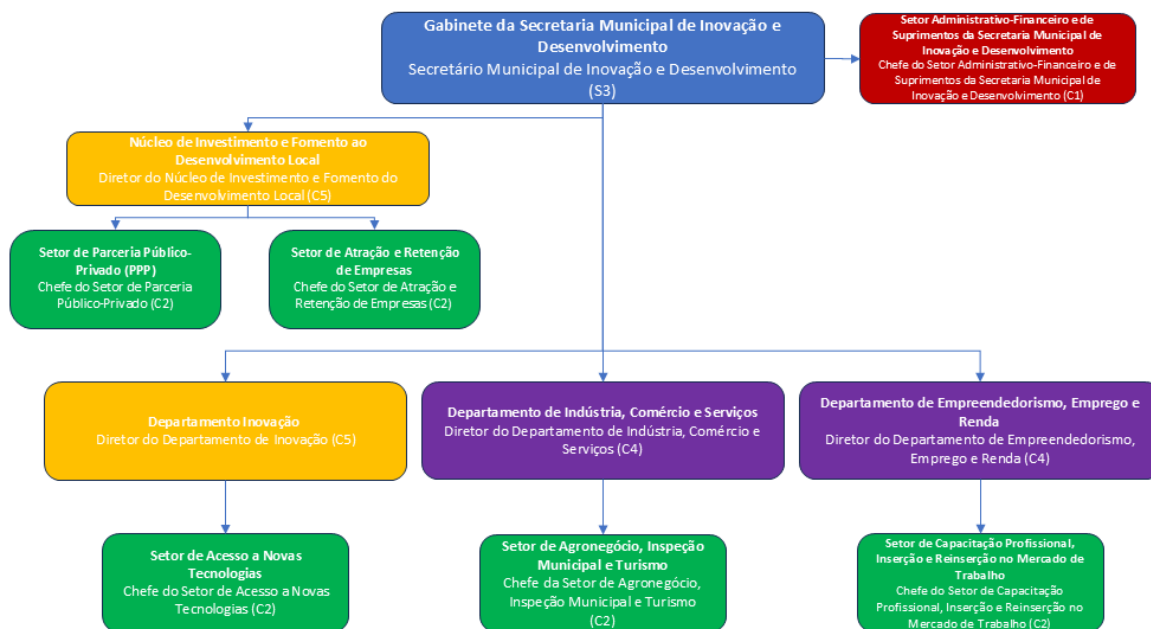 Gabinete da Secretaria Municipal de Inovação e
Desenvolvimento
Secretário Municipal de Inovação e Desenvolvimento
(S3)
Setor Administrativo-Financeiro e de
Suprimentos da Secretaria Municipal de
Inovação e Desenvolvimento
Chefe do Setor Administrativo-Financeiro e de
Suprimentos da Secretaria Municipal de
Inovação e Desenvolvimento (C1)
Núcleo de Investimento e Fomento ao
Desenvolvimento Local
Diretor do Núcleo de Investimento e Fomento do
Desenvolvimento Local (C5)
Setor de Parceria Público-
Privado (PPP)
Chefe do Setor de Parceria
Público-Privado (C2)
Setor de Atração e Retenção
de Empresas
Chefe do Setor de Atração e
Retenção de Empresas (C2)
Departamento Inovação
Diretor do Departamento de Inovação (C5)
Departamento de Indústria, Comércio e Serviços
Diretor do Departamento de Indústria, Comércio e
Serviços (C4)
Departamento de Empreendedorismo, Emprego e
Renda
Diretor do Departamento de Empreendedorismo,
Emprego e Renda (C4)
Setor de Acesso a Novas
Tecnologias
Chefe do Setor de Acesso a Novas
Tecnologias (C2)
Setor de Agronegócio, Inspeção
Municipal e Turismo
Chefe da Setor de Agronegócio,
Inspeção Municipal e Turismo
(C2)
Setor de Capacitação Profissional,
Inserção e Reinserção no Mercado de
Trabalho
Chefe do Setor de Capacitação
Profissional, Inserção e Reinserção no
Mercado de Trabalho (C2)